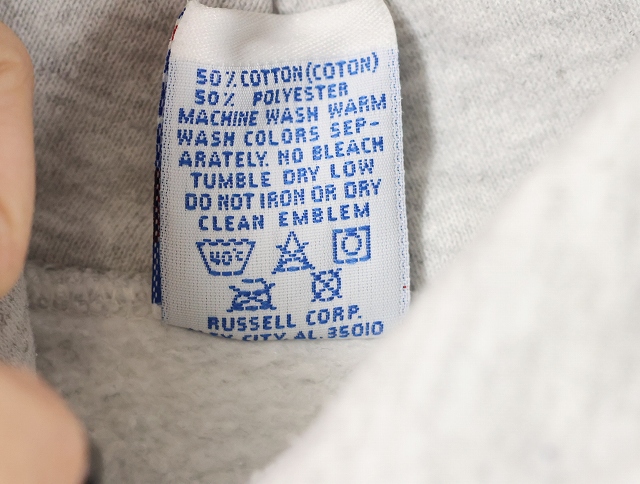 50% COTTON (COTON)
50% POLYESTER
MACHINE WASH WARM
WASH COLORS SEP-
ARATELY. NO BLEACH
TUMBLE DRY LOW
DO NOT IRON OR DRY
CLEAN EMBLEM
40°C
RUSSELL CORP.
CITY AL. 35010